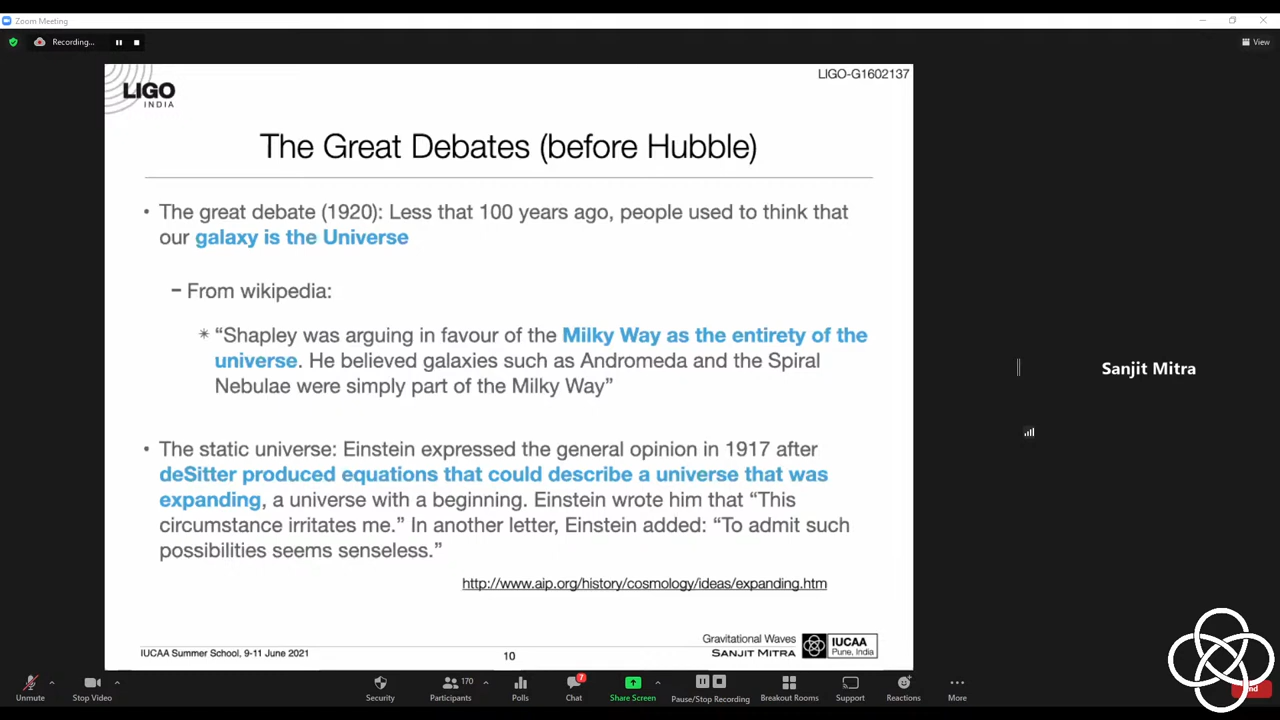 Zoom Meeting
Recording...
View
LIGO-G1602137
LIGO
INDIA
The Great Debates (before Hubble)
• The great debate (1920): Less that 100 years ago, people used to think that
our galaxy is the Universe
– From wikipedia:
* “Shapley was arguing in favour of the Milky Way as the entirety of the
universe. He believed galaxies such as Andromeda and the Spiral
Nebulae were simply part of the Milky Way”
Sanjit Mitra
• The static universe: Einstein expressed the general opinion in 1917 after
deSitter produced equations that could describe a universe that was
expanding, a universe with a beginning. Einstein wrote him that “This
circumstance irritates me.” In another letter, Einstein added: “To admit such
possibilities seems senseless.”
http://www.aip.org/history/cosmology/ideas/expanding.htm
IUCAA Summer School, 9-11 June 2021
10
Gravitational Waves
SANJIT MITRA
IUCAA
Pune, India
Unmute
Stop Video
Security
Participants
170
Polls
Chat
7
Share Screen
Pause/Stop Recording
Breakout Rooms
Support
Reactions
More